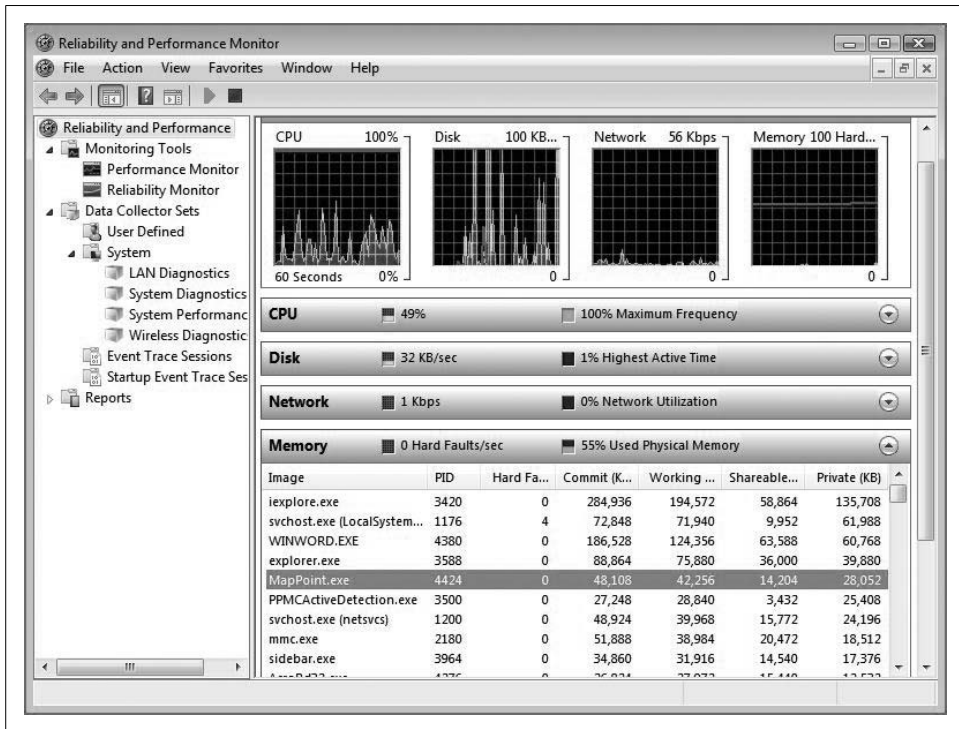 Reliability and Performance Monitor
File Action View Favorites Window Help
Reliability and Performance
Monitoring Tools
Performance Monitor
Reliability Monitor
Data Collector Sets
User Defined
System
LAN Diagnostics
System Diagnostics
System Performanc
Wireless Diagnostic
Event Trace Sessions
Startup Event Trace Ses
Reports
CPU 100% Disk 100 KB... Network 56 Kbps Memory 100 Hard...
60 Seconds 0% 0 0 0
CPU 49% 100% Maximum Frequency
Disk 32 KB/sec 1% Highest Active Time
Network 1 Kbps 0% Network Utilization
Memory 0 Hard Faults/sec 55% Used Physical Memory
Image PID Hard Fa... Commit (K... Working ... Shareable... Private (KB)
iexplore.exe 3420 0 284,936 194,572 58,864 135,708
svchost.exe (LocalSystem... 1176 4 72,848 71,940 9,952 61,988
WINWORD.EXE 4380 0 186,528 124,356 63,588 60,768
explorer.exe 3588 0 88,864 75,880 36,000 39,880
MapPoint.exe 4424 0 48,108 42,256 14,204 28,052
PPMCActiveDetection.exe 3500 0 27,248 28,840 3,432 25,408
svchost.exe (netsvcs) 1200 0 48,924 39,968 15,772 24,196
mmc.exe 2180 0 51,888 38,984 20,472 18,512
sidebar.exe 3964 0 34,860 31,916 14,540 17,376